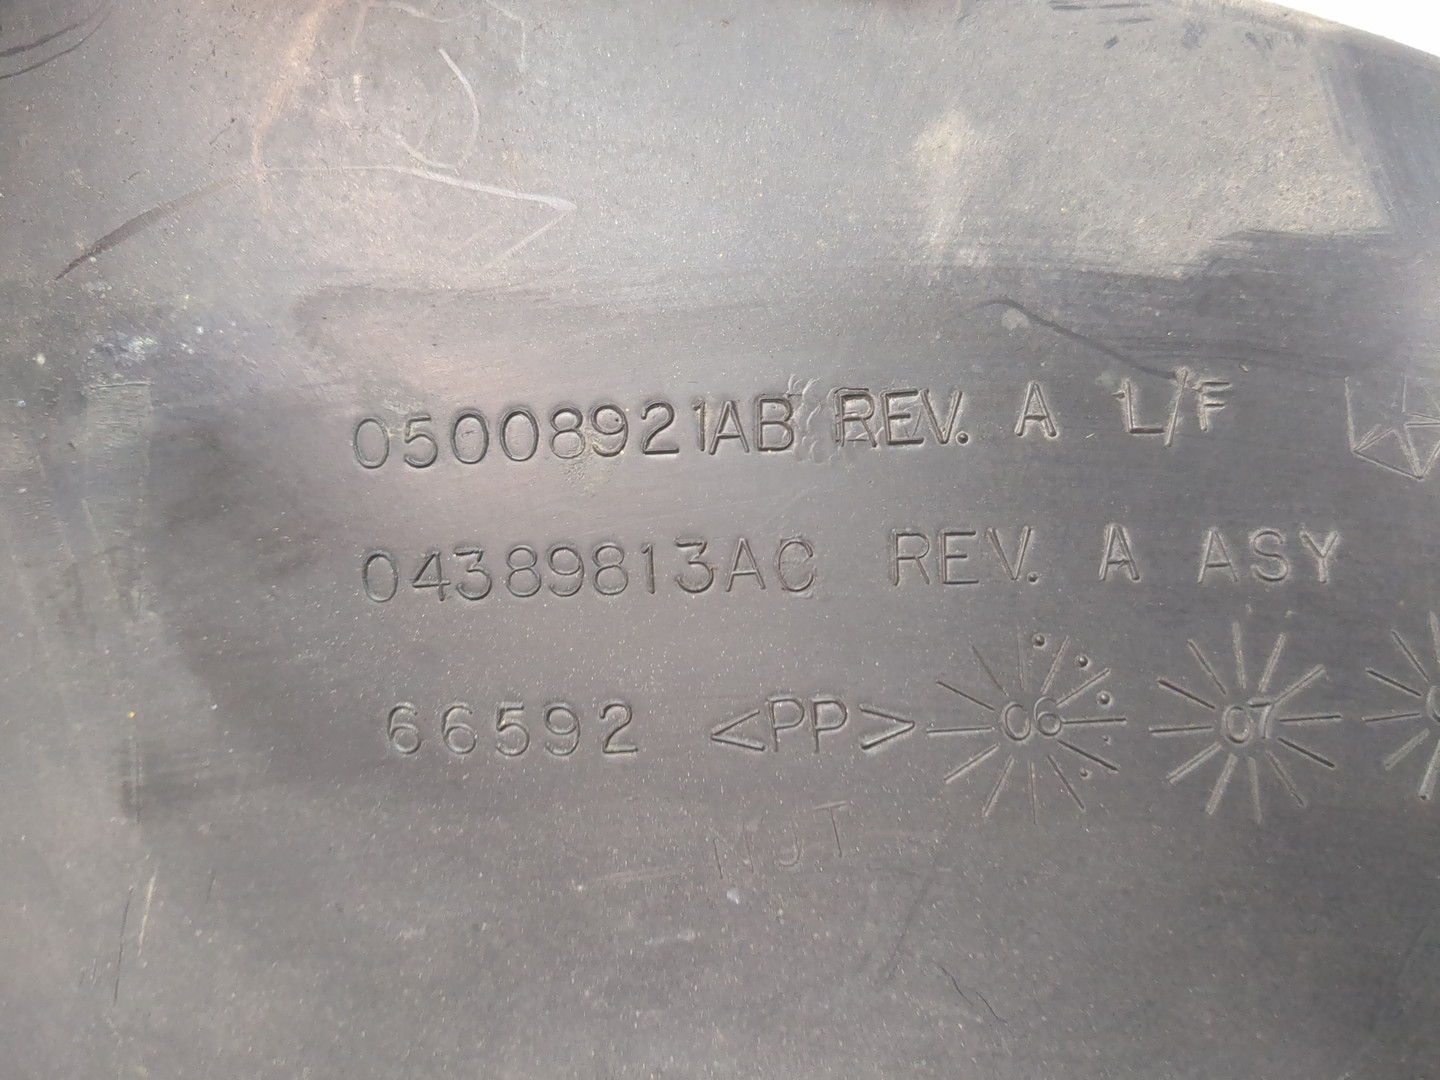 05008921AB REV. A L/F
04389813AC REV. A ASY
66592 <PP> 06 07